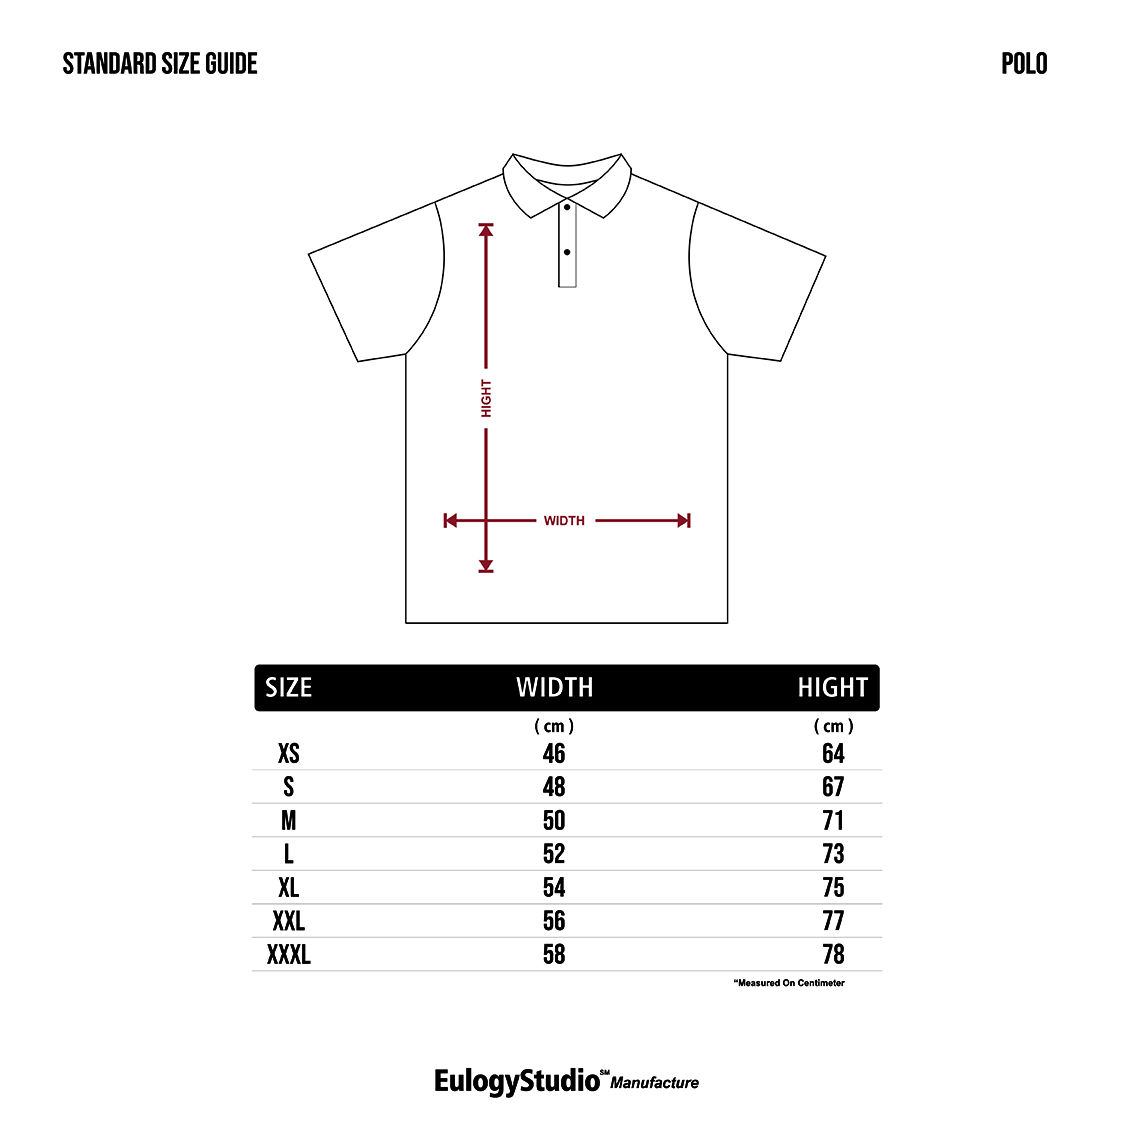 STANDARD SIZE GUIDE POLO
HIGHT
WIDTH
SIZE WIDTH HIGHT
( cm ) ( cm )
XS 46 64
S 48 67
M 50 71
L 52 73
XL 54 75
XXL 56 77
XXXL 58 78
"Measured On Centimeter
EulogyStudio℠ Manufacture